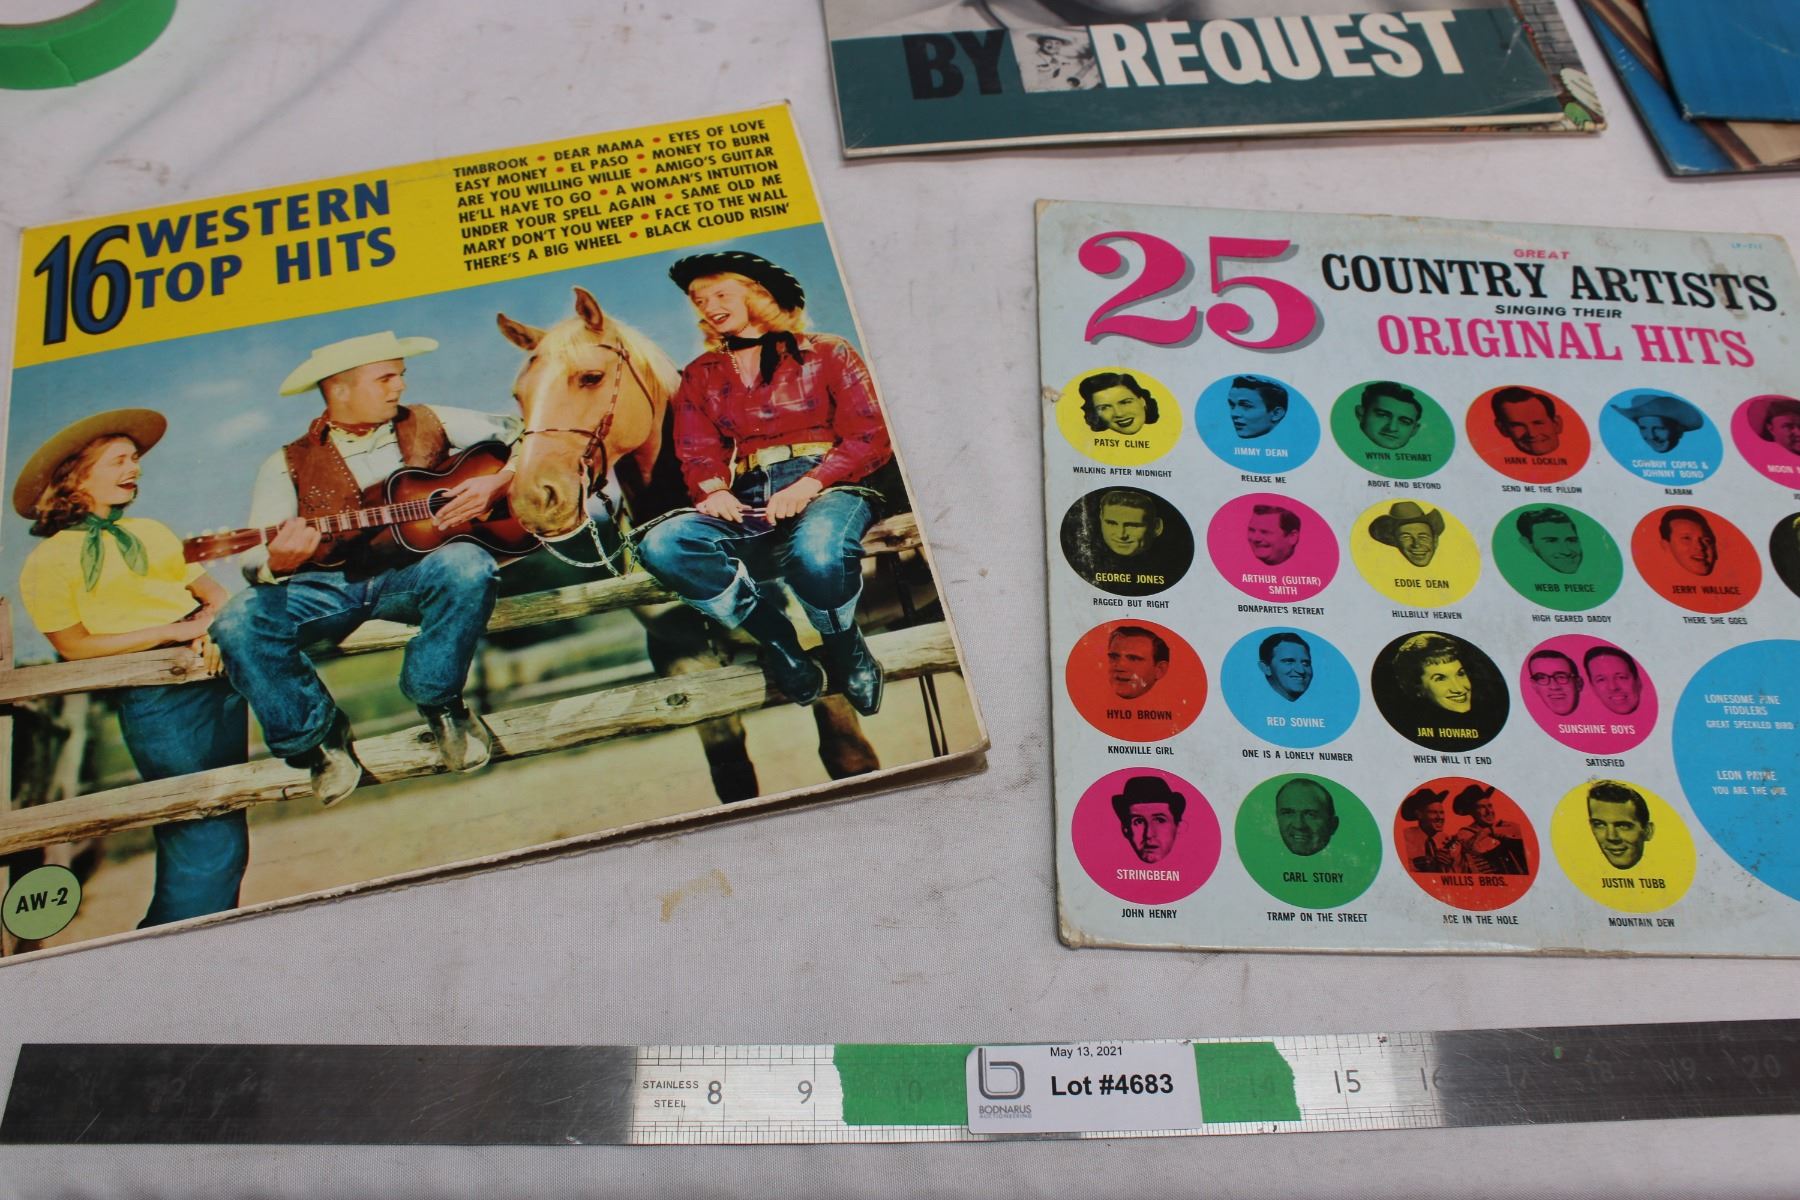 BY REQUEST
16 WESTERN
TOP HITS
TIMBROOK • DEAR MAMA • EYES OF LOVE
EASY MONEY • EL PASO • MONEY TO BURN
ARE YOU WILLING WILLIE • AMIGO'S GUITAR
HE'LL HAVE TO GO • A WOMAN'S INTUITION
UNDER YOUR SPELL AGAIN • SAME OLD ME
MARY DON'T YOU WEEP • FACE TO THE WALL
THERE'S A BIG WHEEL • BLACK CLOUD RISIN'
AW-2
25
GREAT
COUNTRY ARTISTS
SINGING THEIR
ORIGINAL HITS
PATSY CLINE
WALKING AFTER MIDNIGHT
JIMMY DEAN
RELEASE ME
WYNN STEWART
ABOVE AND BEYOND
HANK LOCKLIN
SEND ME THE PILLOW
COWBOY COPAS &
JOHNNY BOND
ALABAM
MOON
GEORGE JONES
RAGGED BUT RIGHT
ARTHUR (GUITAR)
SMITH
BONAPARTE'S RETREAT
EDDIE DEAN
HILLBILLY HEAVEN
WEBB PIERCE
HIGH GEARED DADDY
JERRY WALLACE
THERE SHE GOES
HYLO BROWN
KNOXVILLE GIRL
RED SOVINE
ONE IS A LONELY NUMBER
JAN HOWARD
WHEN WILL IT END
SUNSHINE BOYS
SATISFIED
LONESOME PINE
FIDDLERS
GREAT SPECKLED BIRD
LEON PAYNE
YOU ARE THE ONE
STRINGBEAN
JOHN HENRY
CARL STORY
TRAMP ON THE STREET
WILLIS BROS.
ACE IN THE HOLE
JUSTIN TUBB
MOUNTAIN DEW
STAINLESS
STEEL
8 9 10 14 15 16 19 20
BODNARUS
AUCTIONEERING
May 13, 2021
Lot #4683